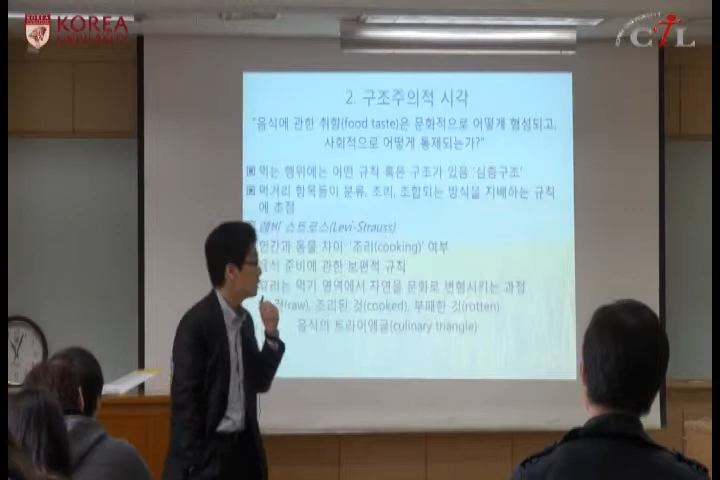 KOREA
UNIVERSITY
CTL
2. 구조주의적 시각
"음식에 관한 취향(food taste)은 문화적으로 어떻게 형성되고,
사회적으로 어떻게 통제되는가?"
먹는 행위에는 어떤 규칙 혹은 구조가 있음 '심층구조'
먹거리 항목들이 분류, 조리, 조합되는 방식을 지배하는 규칙
에 초점
레비 스트로스(Levi-Strauss)
인간과 동물 차이: '조리(cooking)' 여부
음식 준비에 관한 보편적 규칙
요리는 먹기 영역에서 자연을 문화로 변형시키는 과정
것(raw), 조리된 것(cooked), 부패한 것(rotten)
음식의 트라이앵글(culinary triangle)